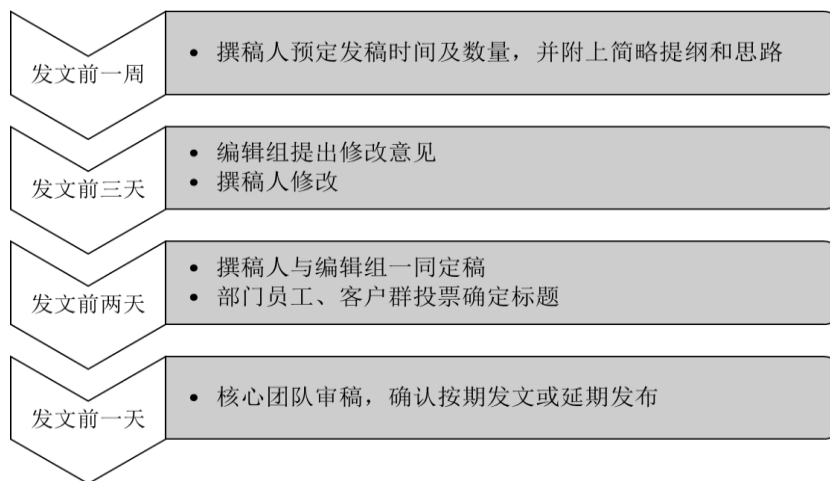 发文前一周
• 撰稿人预定发稿时间及数量，并附上简略提纲和思路
发文前三天
• 编辑组提出修改意见
• 撰稿人修改
发文前两天
• 撰稿人与编辑组一同定稿
• 部门员工、客户群投票确定标题
发文前一天
• 核心团队审稿，确认按期发文或延期发布